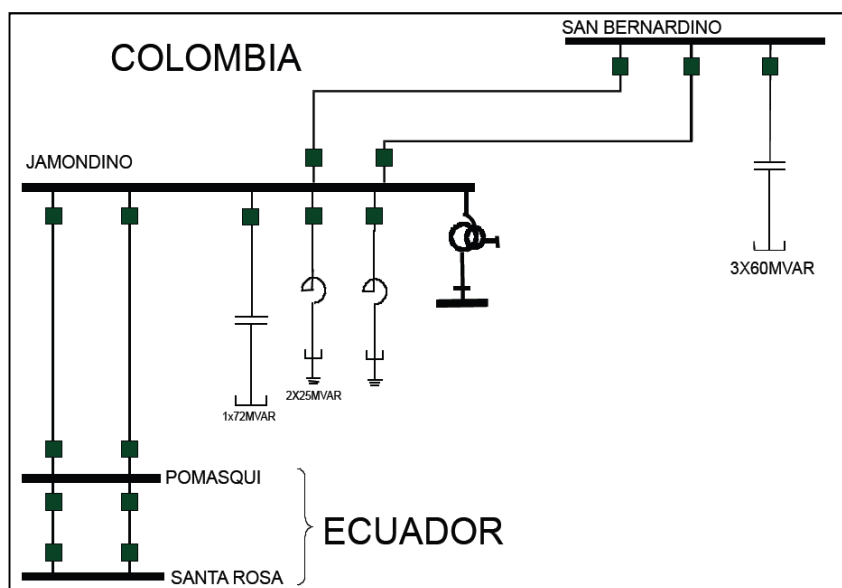 SAN BERNARDINO
COLOMBIA
JAMONDINO
3X60MVAR
2X25MVAR
1x72MVAR
POMASQUI
ECUADOR
SANTA ROSA